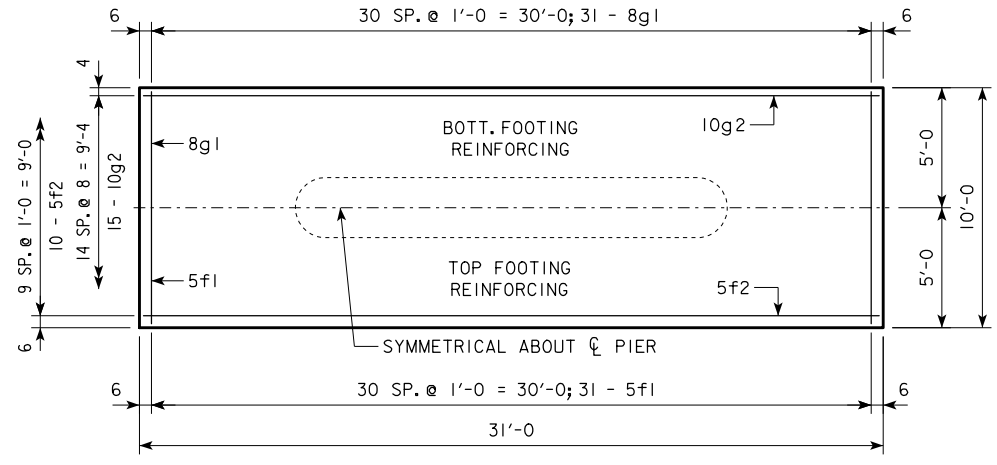 6
30 SP. @ 1'-0 = 30'-0; 31 - 8g1
6
4
BOTT. FOOTING
REINFORCING
10g2
8g1
9 SP. @ 1'-0 = 9'-0
10 - 5f2
14 SP. @ 8 = 9'-4
15 - 10g2
5'-0
10'-0
5'-0
5f1
TOP FOOTING
REINFORCING
5f2
6
SYMMETRICAL ABOUT ℄ PIER
6
30 SP. @ 1'-0 = 30'-0; 31 - 5f1
6
31'-0